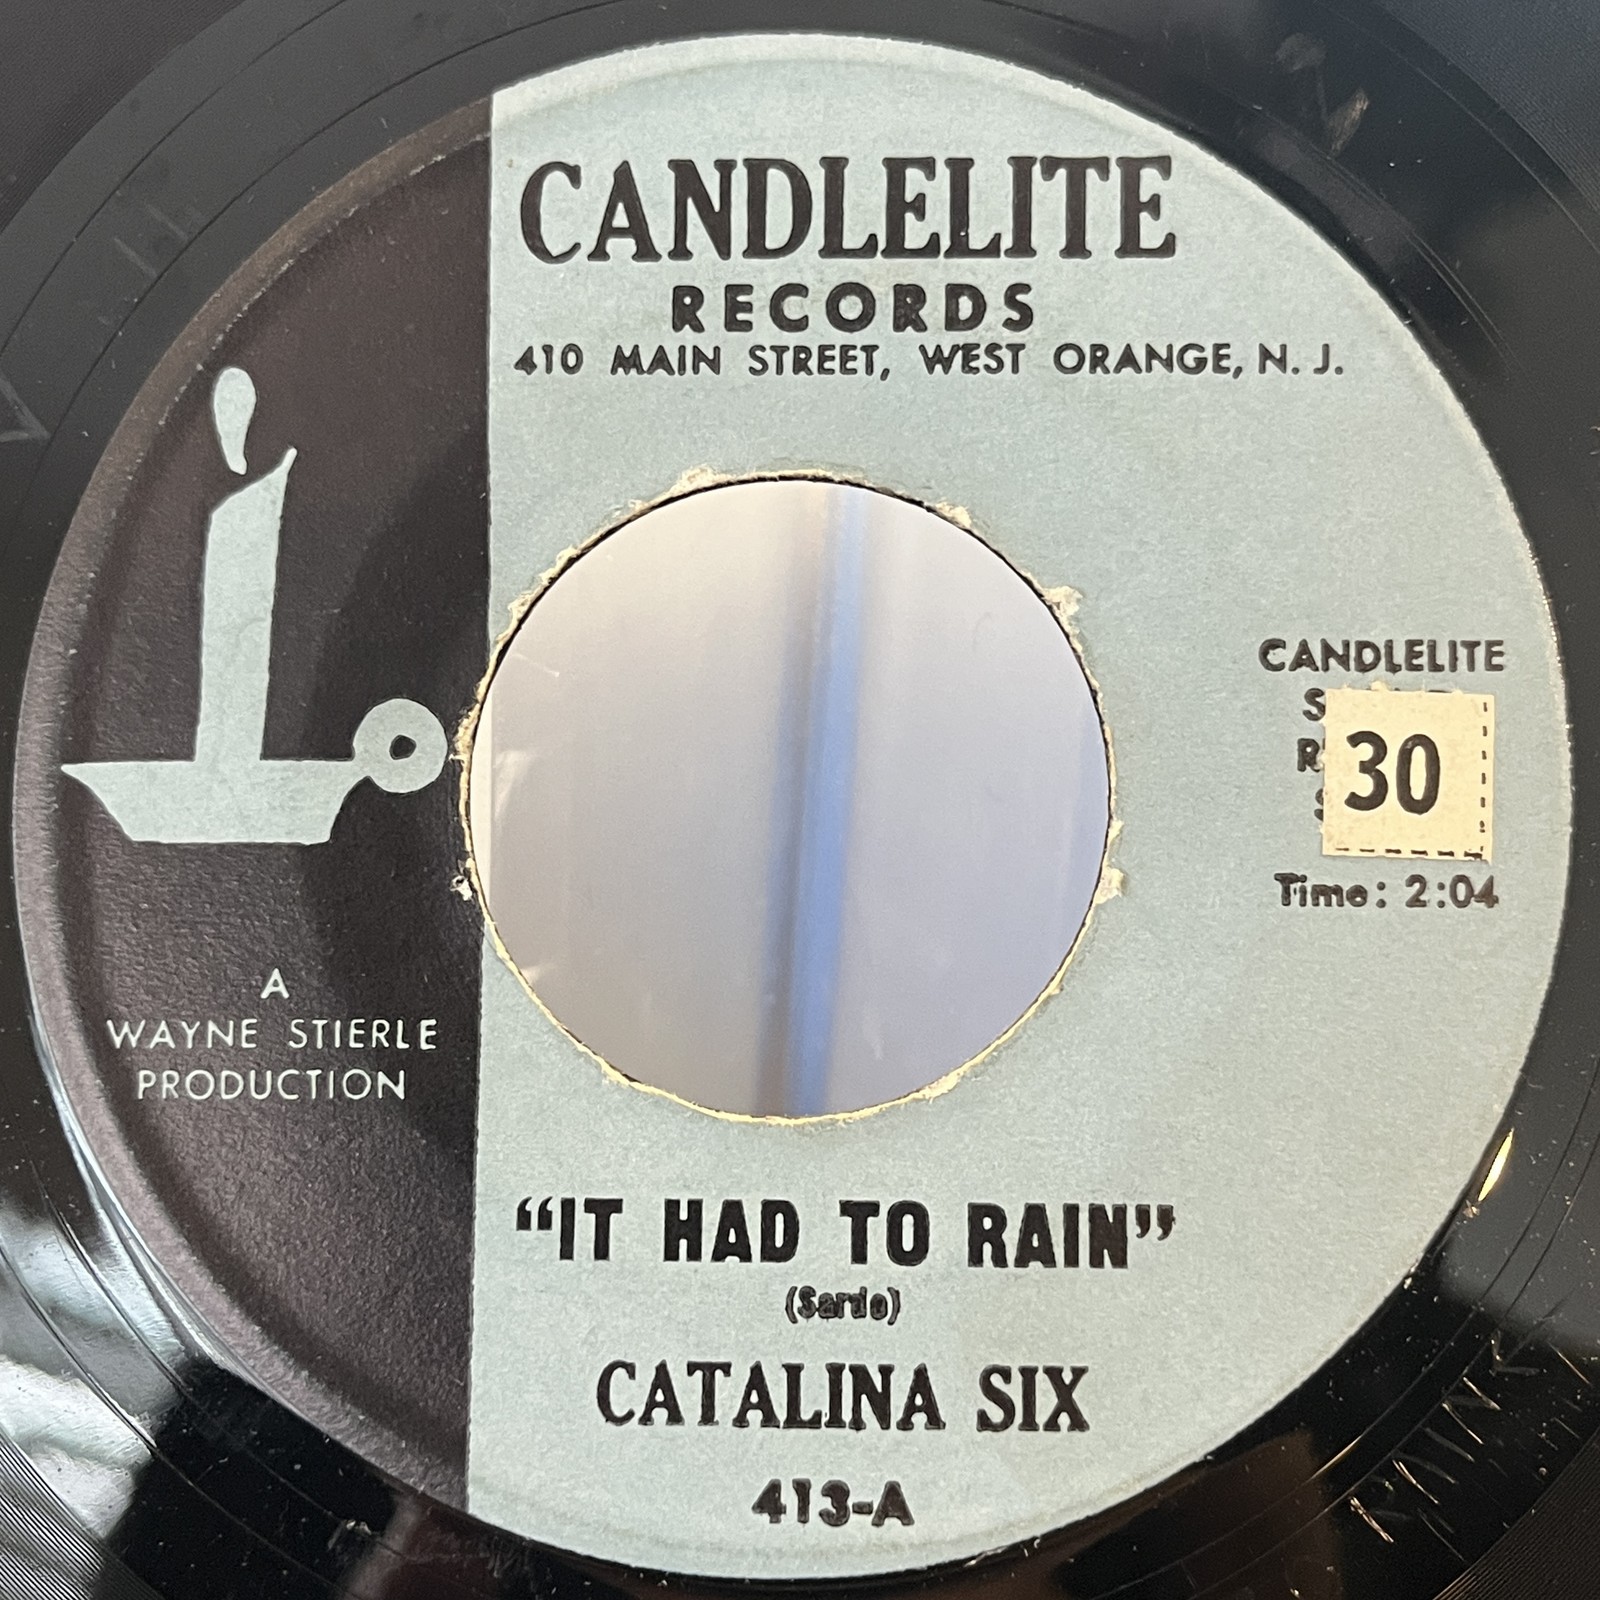 CANDLELITE
RECORDS
410 MAIN STREET, WEST ORANGE, N. J.
CANDLELITE
30
Time: 2:04
A
WAYNE STIERLE
PRODUCTION
“IT HAD TO RAIN”
(Sardo)
CATALINA SIX
413-A